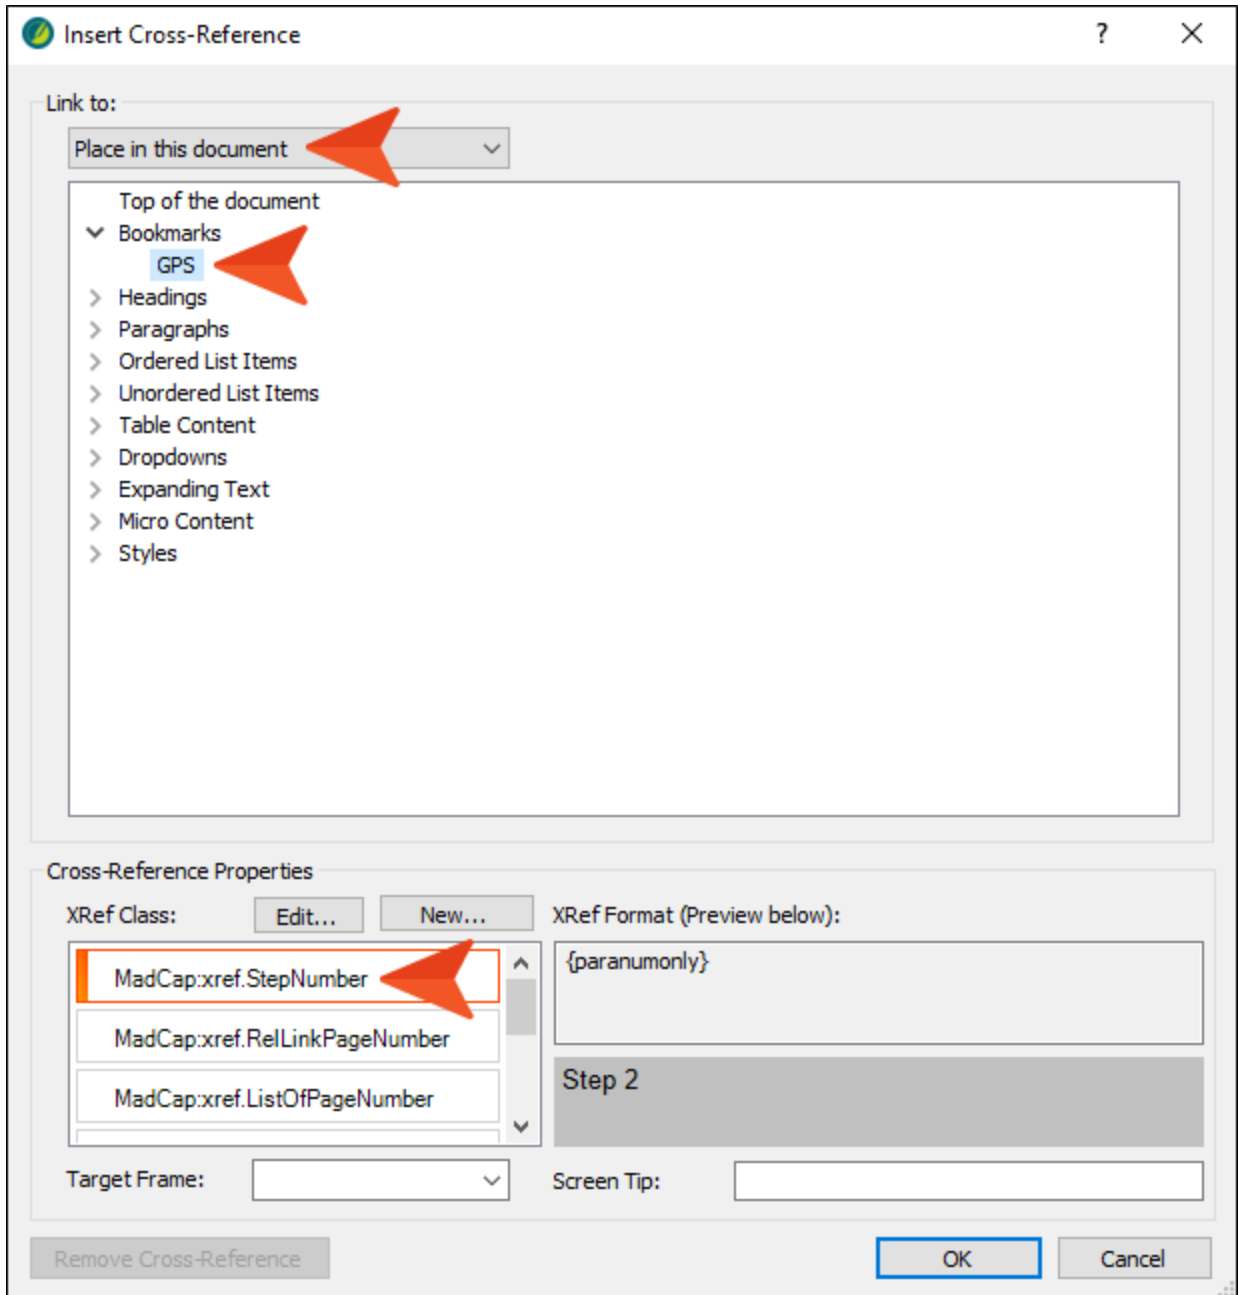 Insert Cross-Reference ?
Link to:
Place in this document
Top of the document
Bookmarks
GPS
Headings
Paragraphs
Ordered List Items
Unordered List Items
Table Content
Dropdowns
Expanding Text
Micro Content
Styles
Cross-Reference Properties
XRef Class: Edit... New... XRef Format (Preview below):
MadCap:xref.StepNumber {paranumonly}
MadCap:xref.RelLinkPageNumber
MadCap:xref.ListOfPageNumber Step 2
Target Frame: Screen Tip:
Remove Cross-Reference OK Cancel